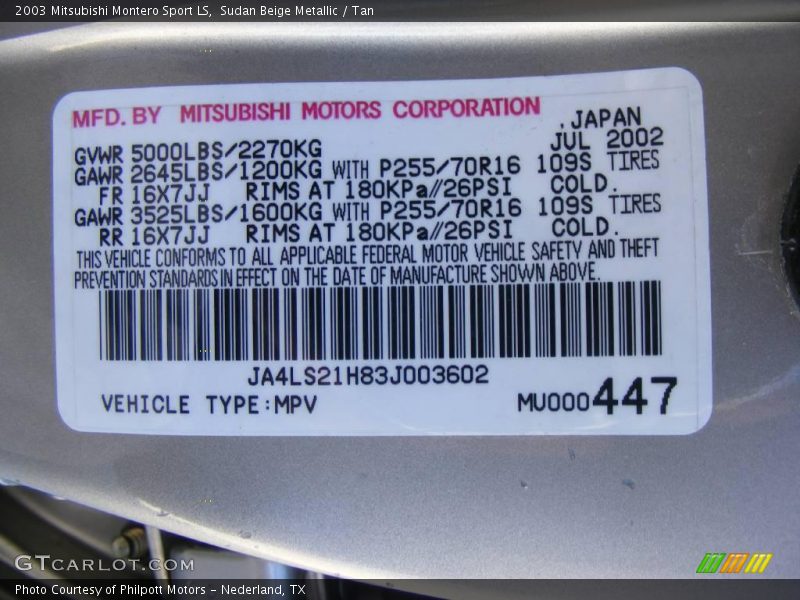 2003 Mitsubishi Montero Sport LS, Sudan Beige Metallic / Tan
MFD. BY MITSUBISHI MOTORS CORPORATION , JAPAN
JUL 2002
GVWR 5000LBS/2270KG
GAWR 2645LBS/1200KG WITH P255/70R16 109S TIRES
FR 16X7JJ RIMS AT 180KPa//26PSI COLD.
GAWR 3525LBS/1600KG WITH P255/70R16 109S TIRES
RR 16X7JJ RIMS AT 180KPa//26PSI COLD.
THIS VEHICLE CONFORMS TO ALL APPLICABLE FEDERAL MOTOR VEHICLE SAFETY AND THEFT
PREVENTION STANDARDS IN EFFECT ON THE DATE OF MANUFACTURE SHOWN ABOVE.
JA4LS21H83J003602
VEHICLE TYPE:MPV MU000447
GTCARLOT.COM
Photo Courtesy of Philpott Motors - Nederland, TX